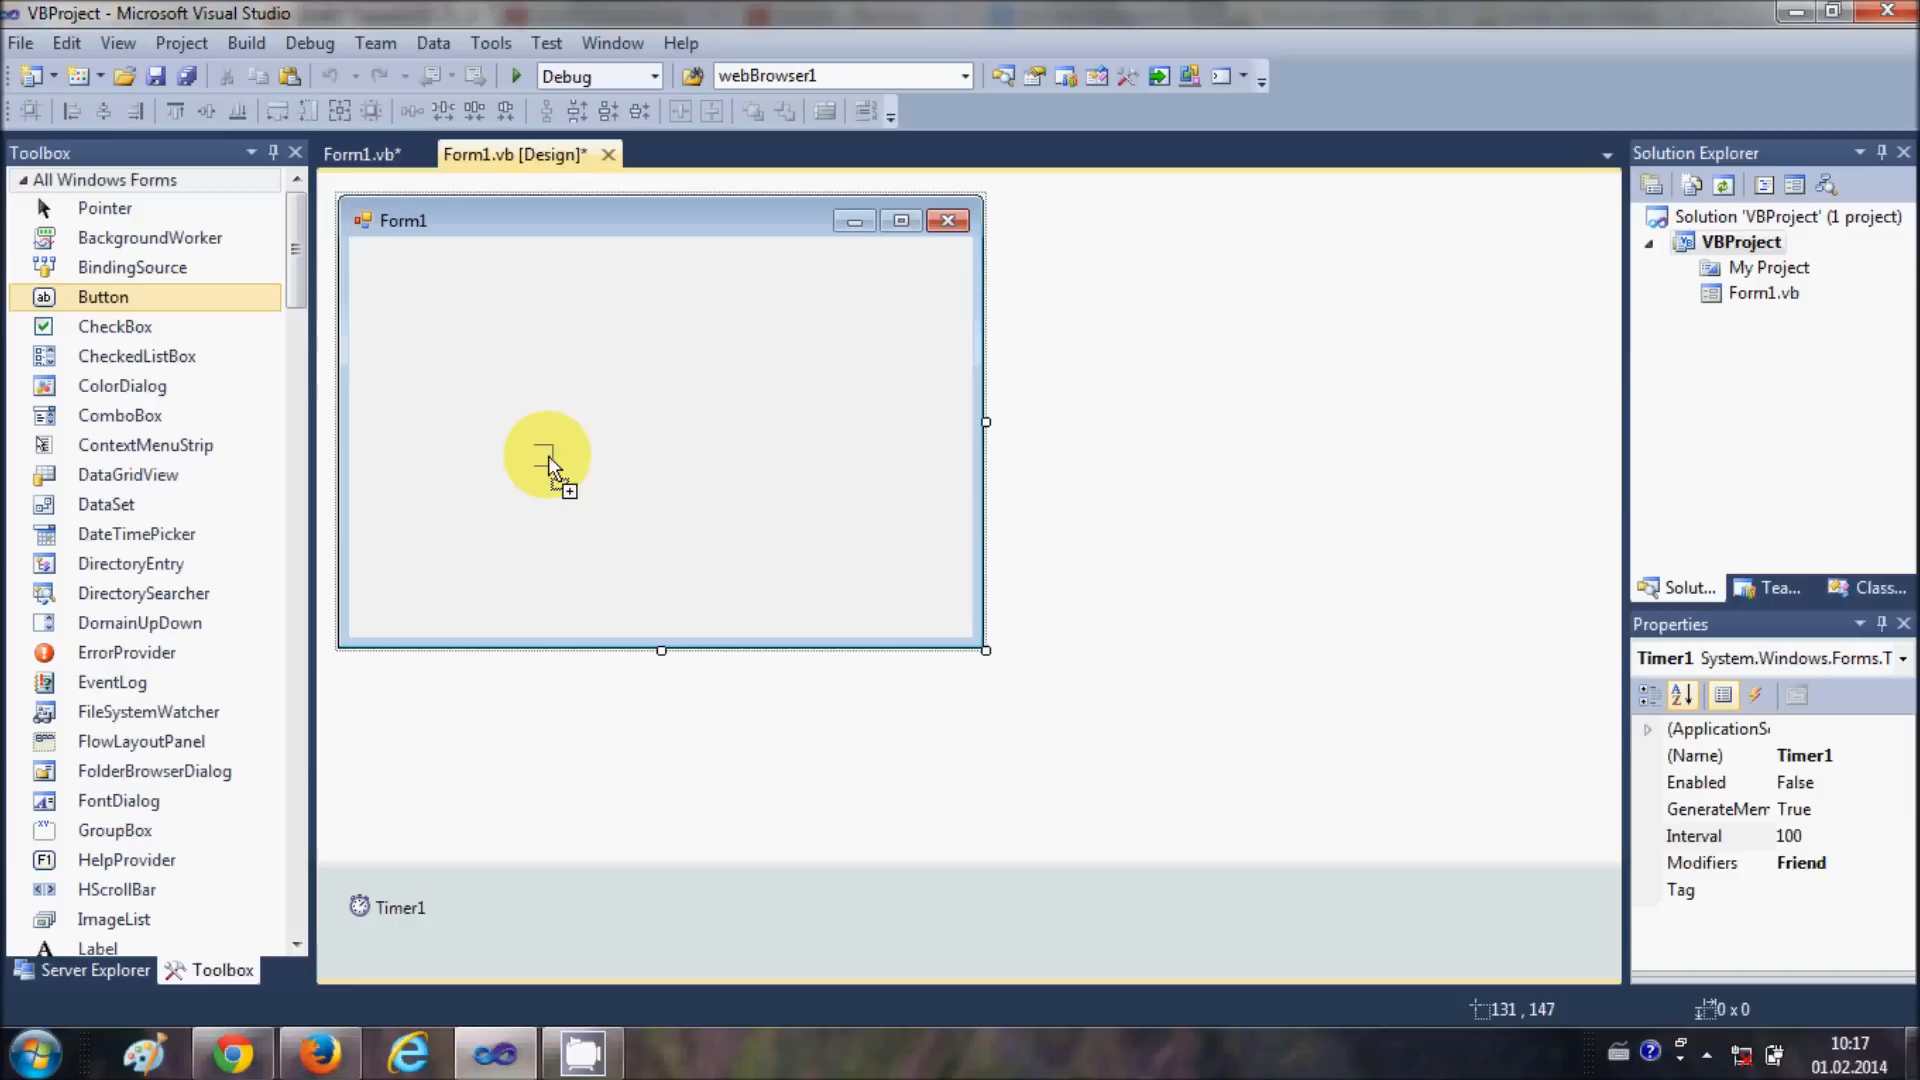 VBProject - Microsoft Visual Studio
File Edit View Project Build Debug Team Data Tools Test Window Help
Debug webBrowser1
Toolbox
All Windows Forms
Pointer
BackgroundWorker
BindingSource
ab Button
CheckBox
CheckedListBox
ColorDialog
ComboBox
ContextMenuStrip
DataGridView
DataSet
DateTimePicker
DirectoryEntry
DirectorySearcher
DomainUpDown
ErrorProvider
EventLog
FileSystemWatcher
FlowLayoutPanel
FolderBrowserDialog
FontDialog
GroupBox
F1 HelpProvider
HScrollBar
ImageList
A Label
Server Explorer Toolbox
Form1.vb* Form1.vb [Design]*
Form1
Timer1
Solution Explorer
Solution 'VBProject' (1 project)
VBProject
My Project
Form1.vb
Solut... Tea... Class...
Properties
Timer1 System.Windows.Forms.T
(ApplicationSe
(Name) Timer1
Enabled False
GenerateMem True
Interval 100
Modifiers Friend
Tag
131 , 147 0 x 0
10:17
01.02.2014